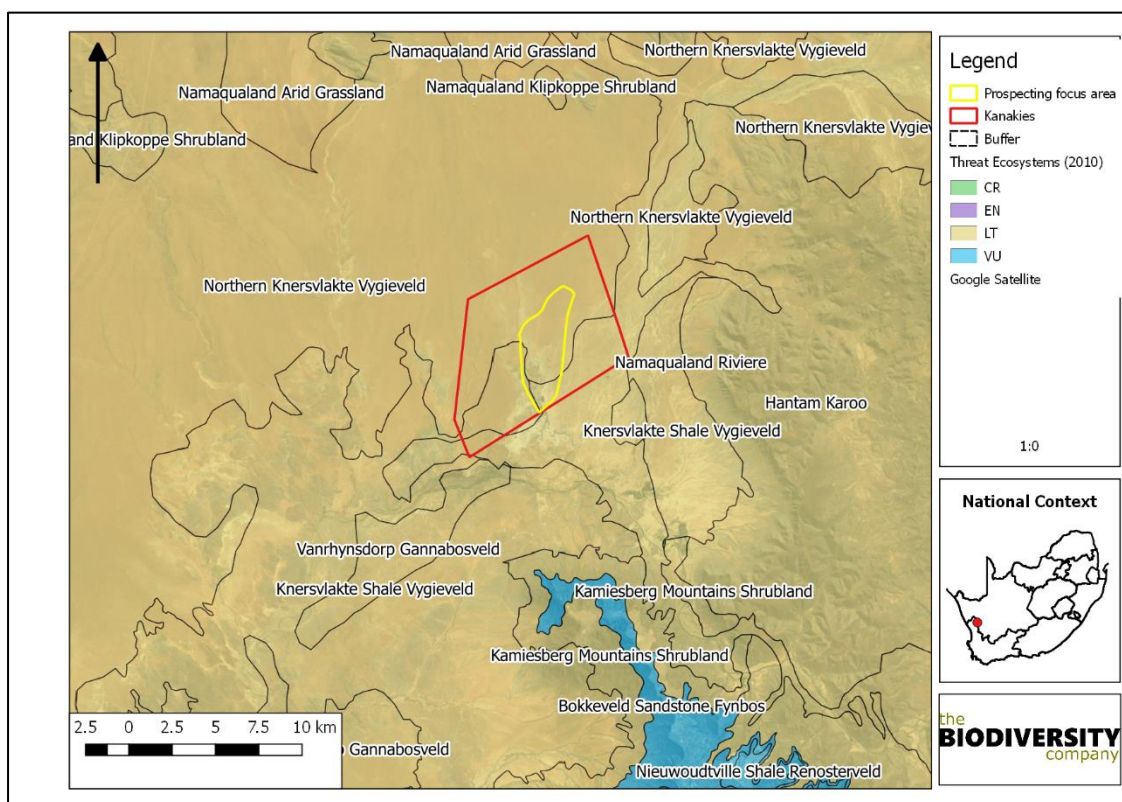 Namaqualand Arid Grassland
Northern Knersvlakte Vygieveld
Namaqualand Klipkoppe Shrubland
Namaqualand Arid Grassland
Northern Knersvlakte Vygiev
and Klipkoppe Shrubland
Northern Knersvlakte Vygieveld
Northern Knersvlakte Vygieveld
Namaqualand Riviere
Hantam Karoo
Knersvlakte Shale Vygieveld
Vanrhynsdorp Gannabosveld
Knersvlakte Shale Vygieveld
Kamiesberg Mountains Shrubland
Kamiesberg Mountains Shrubland
Bokkeveld Sandstone Fynbos
Gannabosveld
Nieuwoudtville Shale Renosterveld
2.5 0 2.5 5 7.5 10 km
Legend
Prospecting focus area
Kanakies
Buffer
Threat Ecosystems (2010)
CR
EN
LT
VU
Google Satellite
1:0
National Context
the
BIODIVERSITY
company